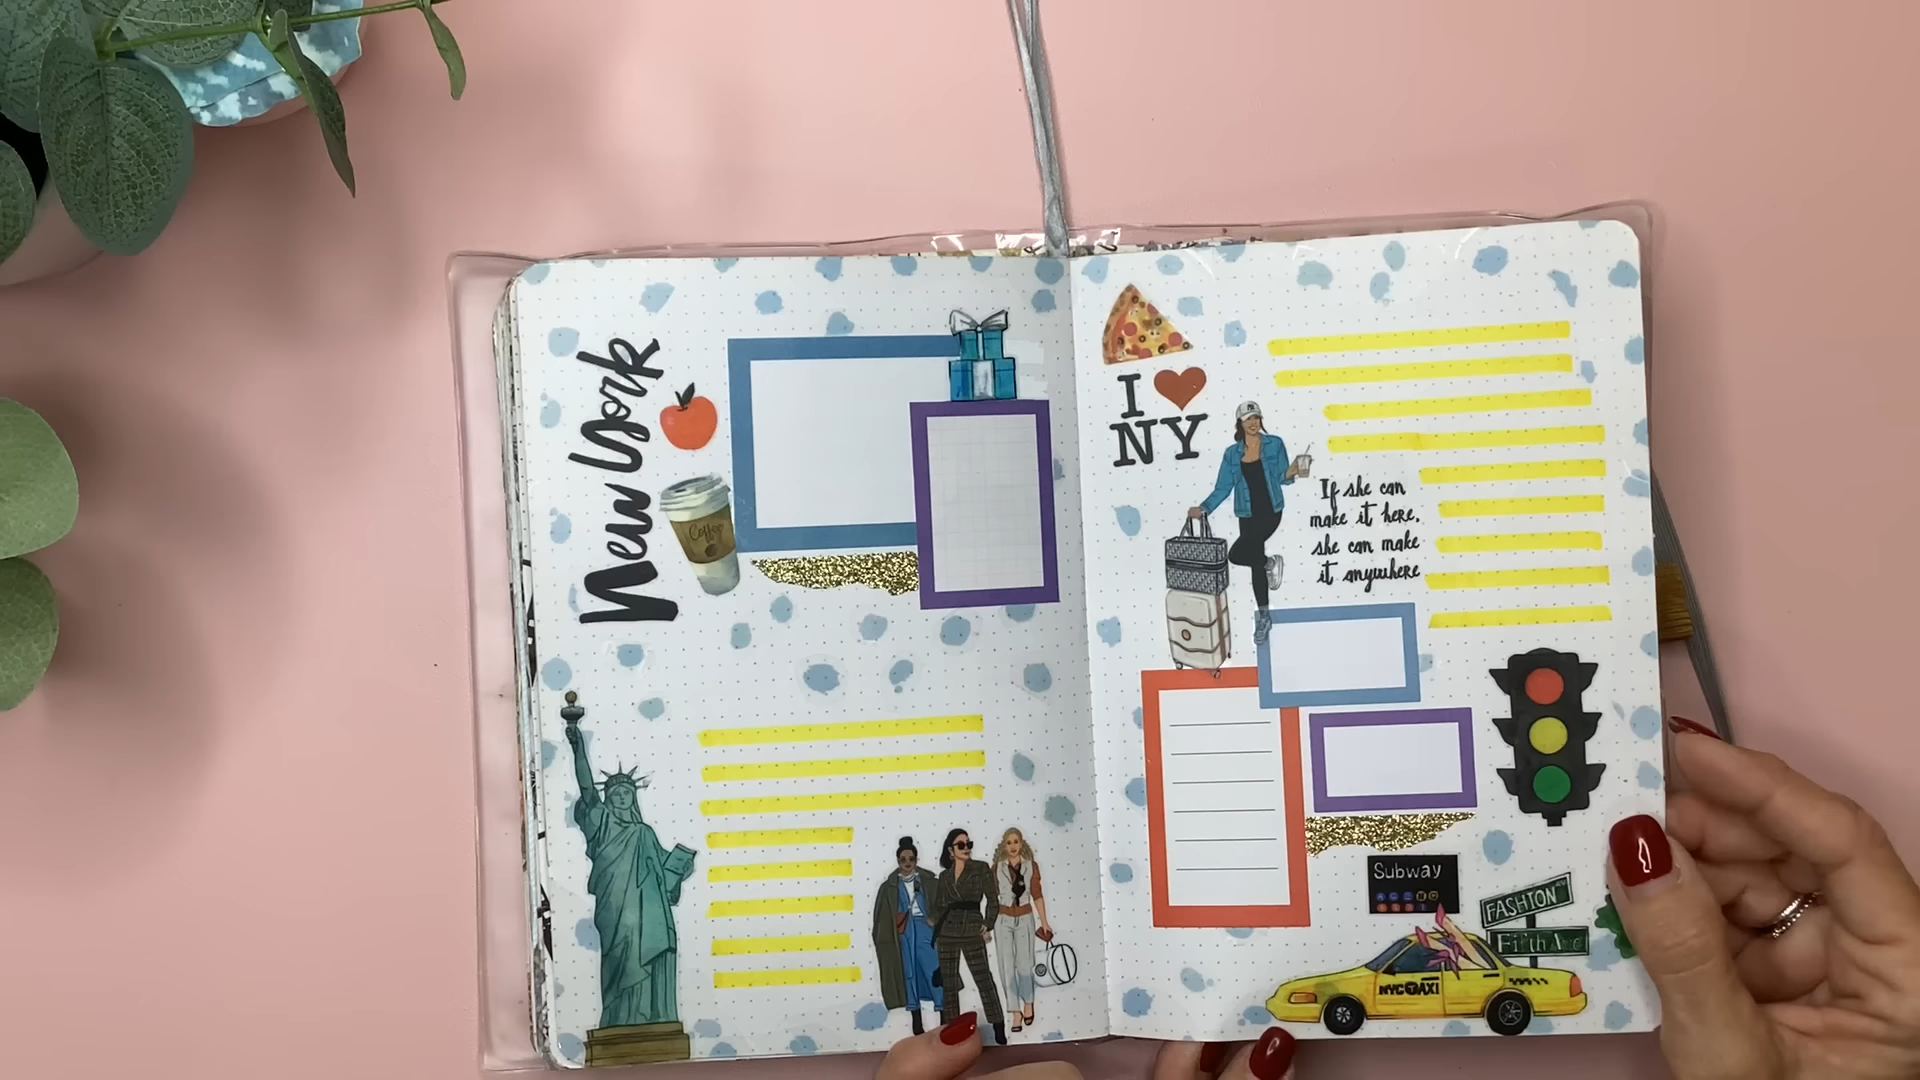 New York
Coffee
I ♥
NY
If she can
make it here,
she can make
it anywhere
Subway
FASHION AV
Fifth Ave
NYC TAXI